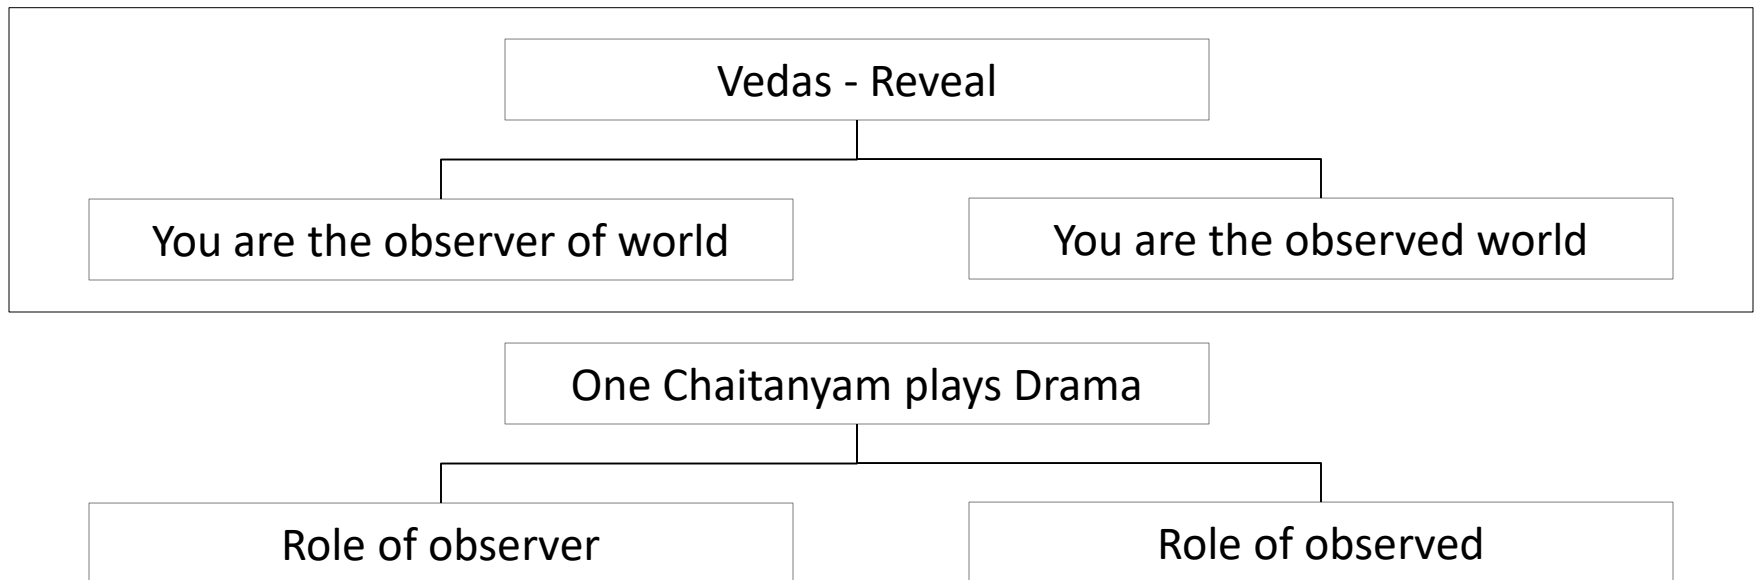 Vedas - Reveal
You are the observer of world
You are the observed world
One Chaitanyam plays Drama
Role of observer
Role of observed